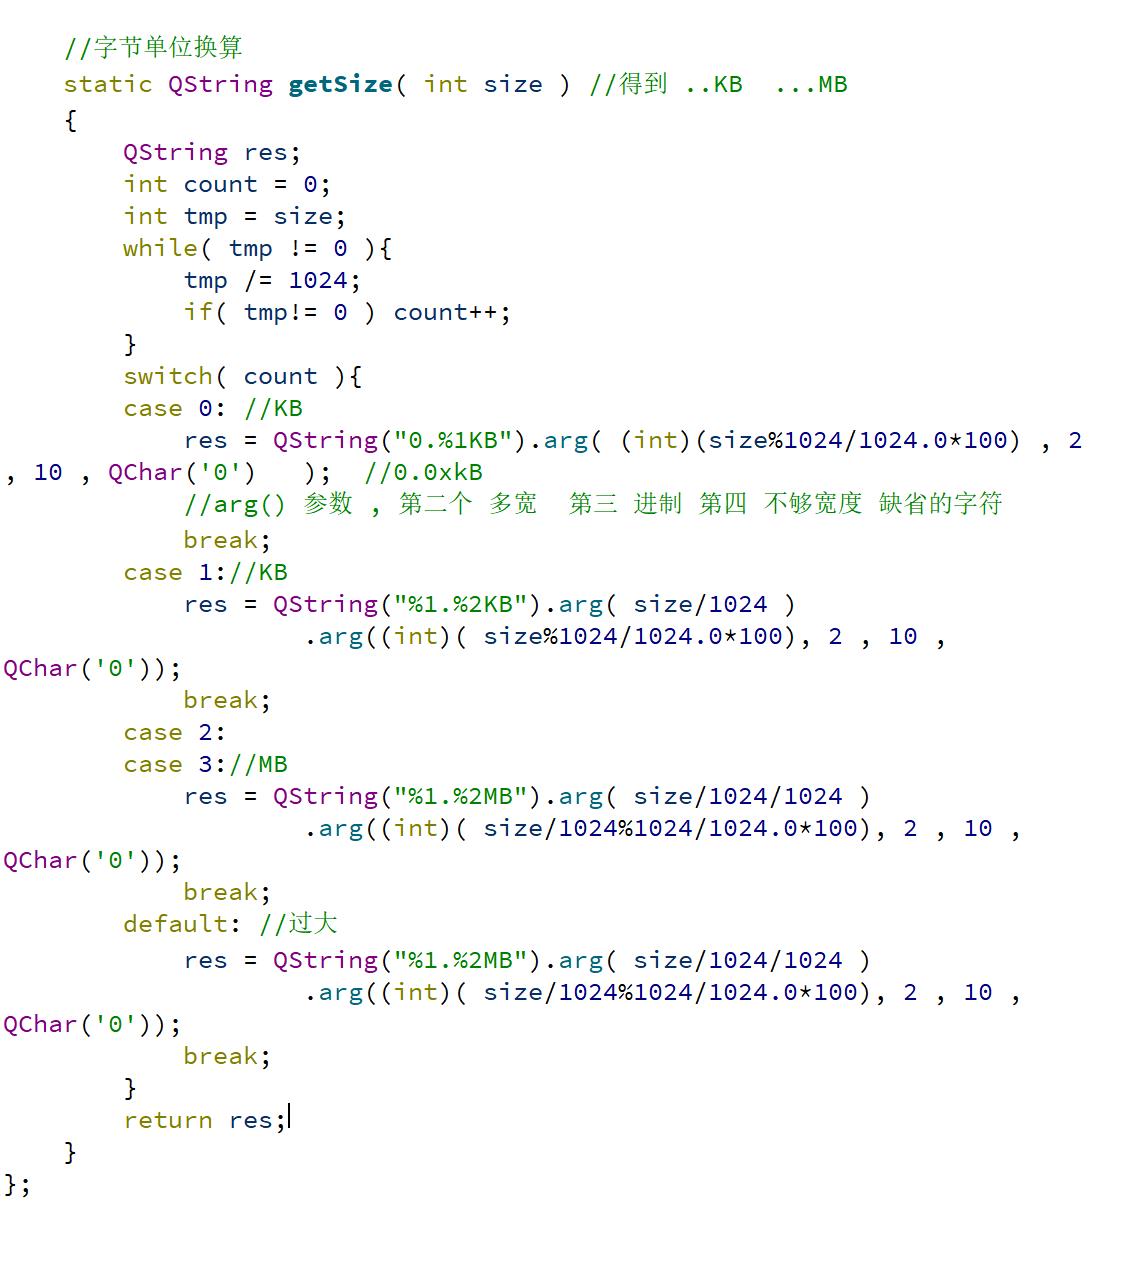 //字节单位换算
static QString getSize( int size ) //得到 ..KB  ...MB
{
QString res;
int count = 0;
int tmp = size;
while( tmp != 0 ){
tmp /= 1024;
if( tmp!= 0 ) count++;
}
switch( count ){
case 0: //KB
res = QString("0.%1KB").arg( (int)(size%1024/1024.0*100) , 2
, 10 , QChar('0')   );  //0.0xkB
//arg() 参数 , 第二个 多宽  第三 进制 第四 不够宽度 缺省的字符
break;
case 1://KB
res = QString("%1.%2KB").arg( size/1024 )
.arg((int)( size%1024/1024.0*100), 2 , 10 ,
QChar('0'));
break;
case 2:
case 3://MB
res = QString("%1.%2MB").arg( size/1024/1024 )
.arg((int)( size/1024%1024/1024.0*100), 2 , 10 ,
QChar('0'));
break;
default: //过大
res = QString("%1.%2MB").arg( size/1024/1024 )
.arg((int)( size/1024%1024/1024.0*100), 2 , 10 ,
QChar('0'));
break;
}
return res;
}
};